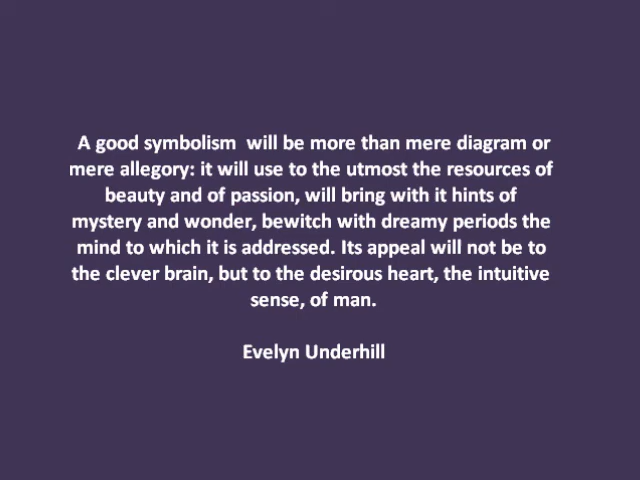 A good symbolism  will be more than mere diagram or
mere allegory: it will use to the utmost the resources of
beauty and of passion, will bring with it hints of
mystery and wonder, bewitch with dreamy periods the
mind to which it is addressed. Its appeal will not be to
the clever brain, but to the desirous heart, the intuitive
sense, of man.
Evelyn Underhill